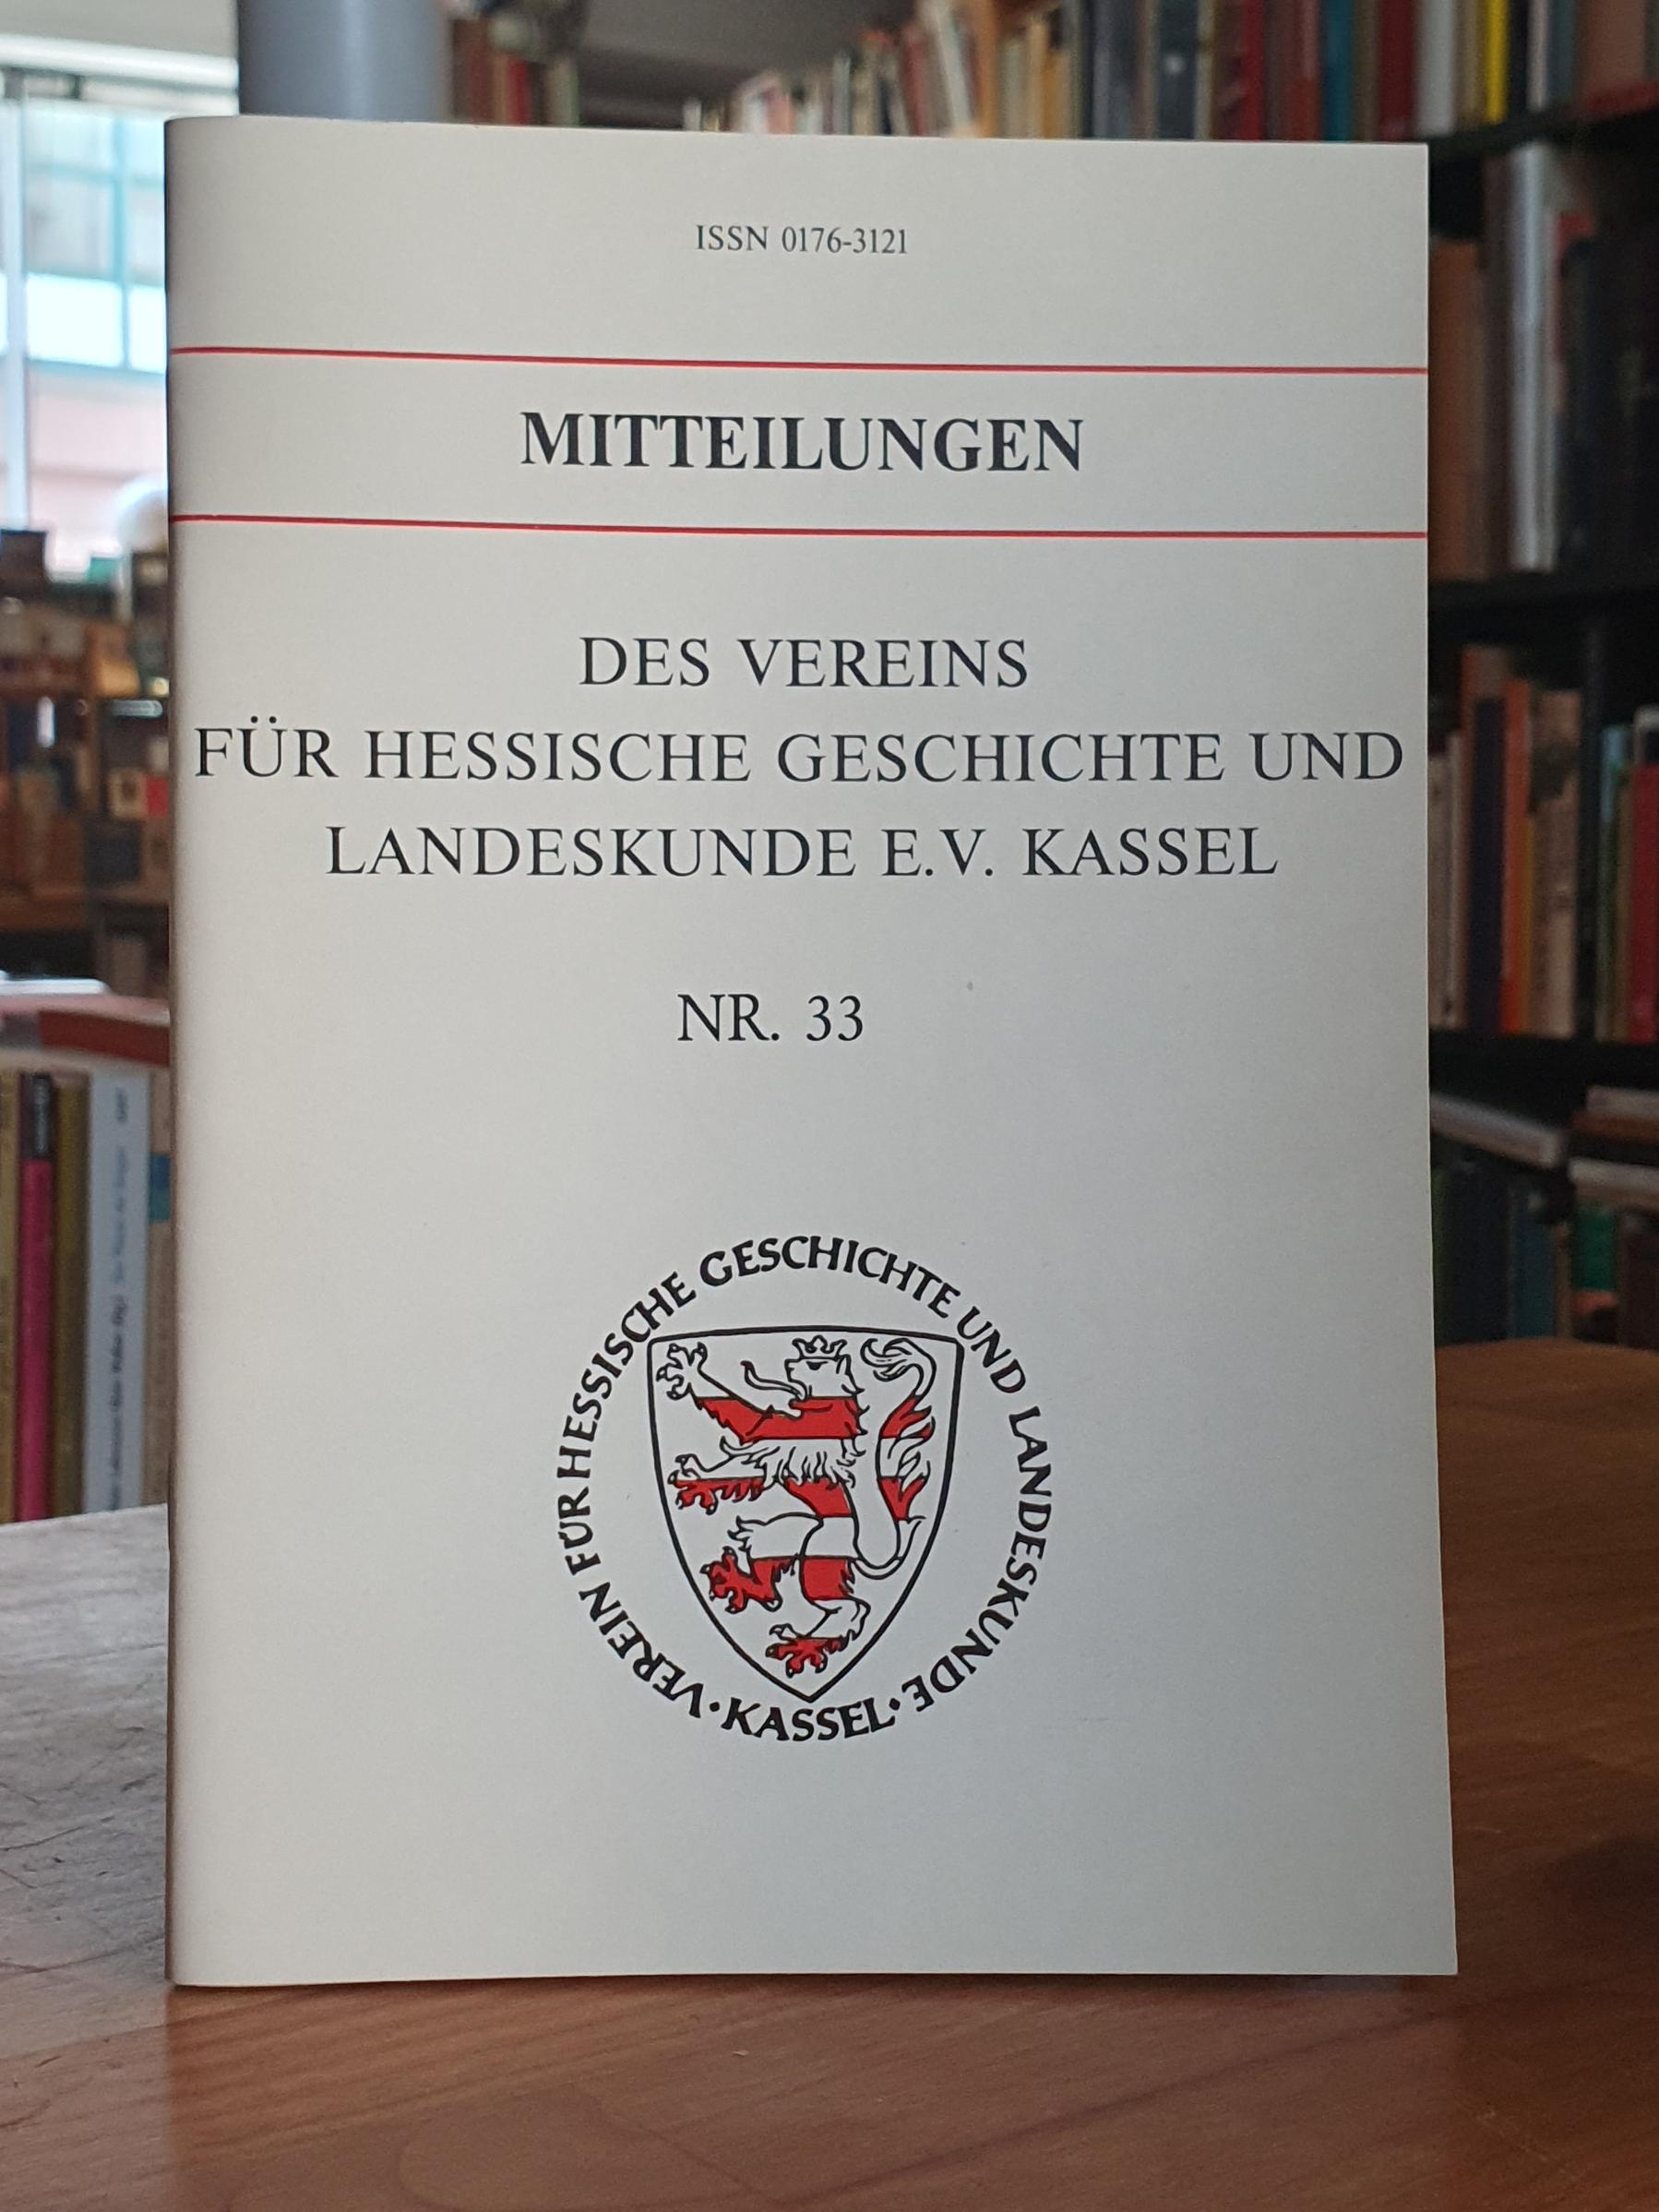 ISSN 0176-3121
MITTEILUNGEN
DES VEREINS
FÜR HESSISCHE GESCHICHTE UND
LANDESKUNDE E.V. KASSEL
NR. 33
VEREIN FÜR HESSISCHE GESCHICHTE UND LANDESKUNDE · KASSEL ·